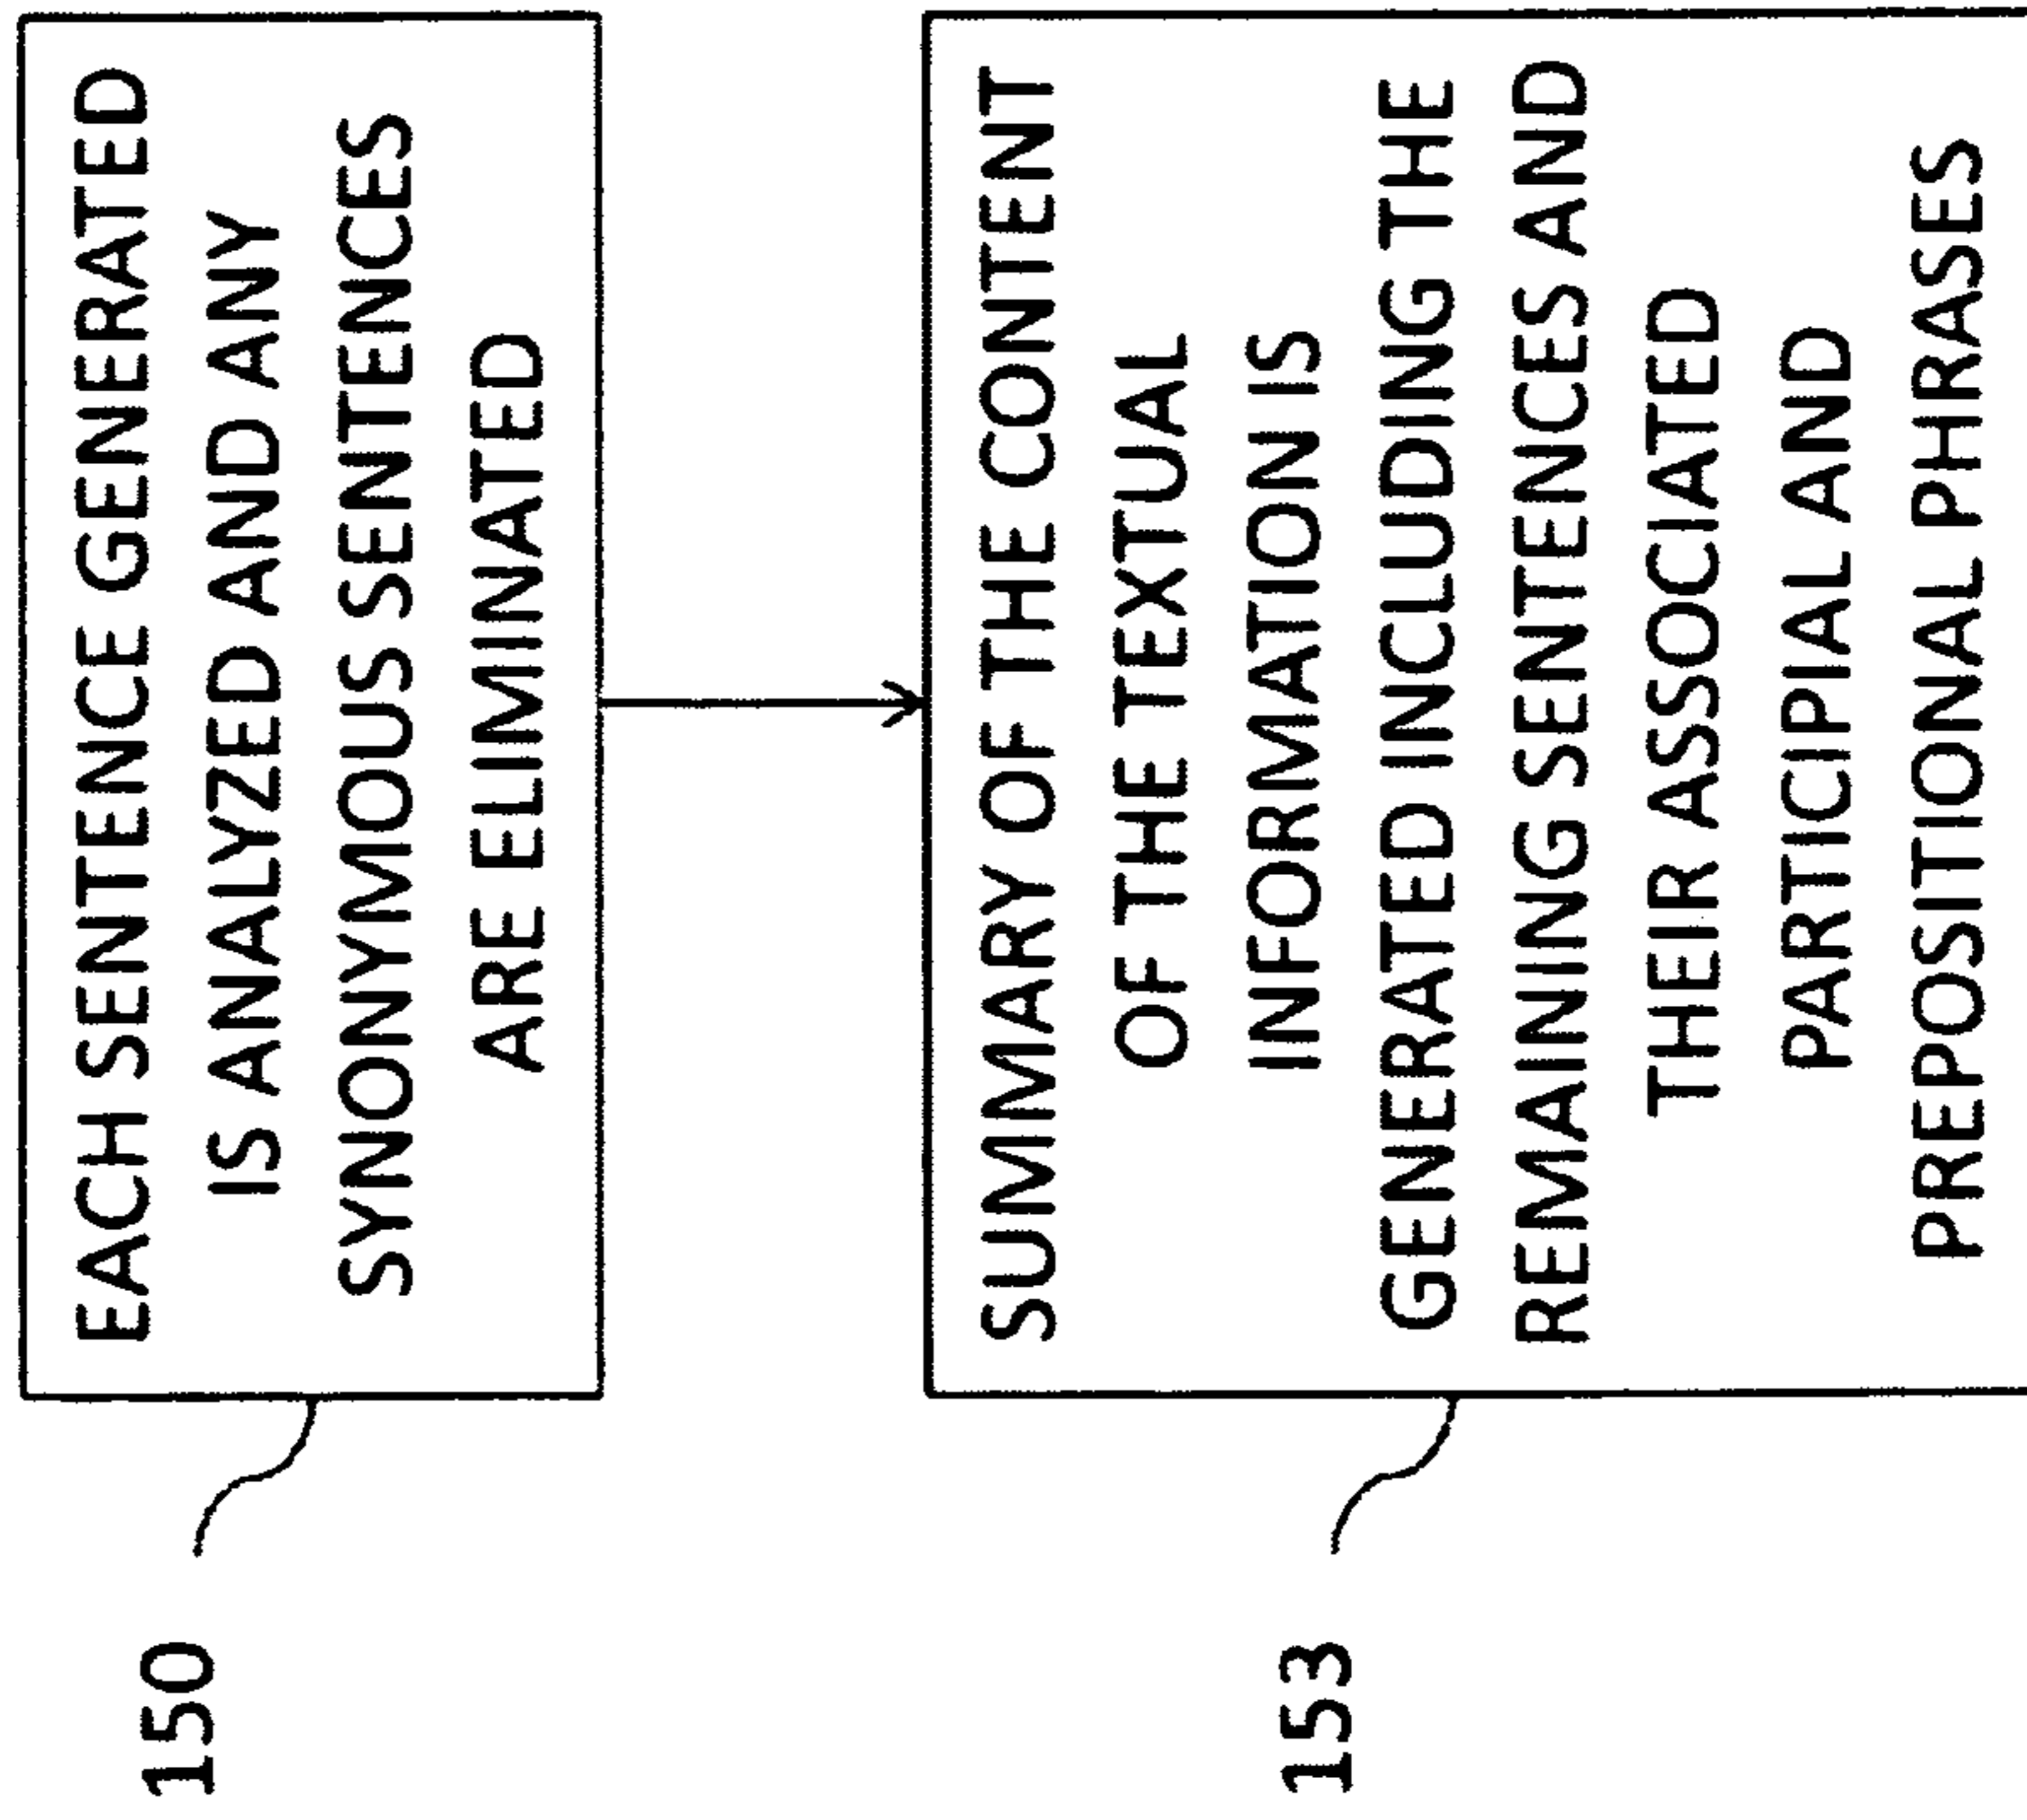 150
EACH SENTENCE GENERATED
IS ANALYZED AND ANY
SYNONYMOUS SENTENCES
ARE ELIMINATED
153
SUMMARY OF THE CONTENT
OF THE TEXTUAL
INFORMATION IS
GENERATED INCLUDING THE
REMAINING SENTENCES AND
THEIR ASSOCIATED
PARTICIPIAL AND
PREPOSITIONAL PHRASES